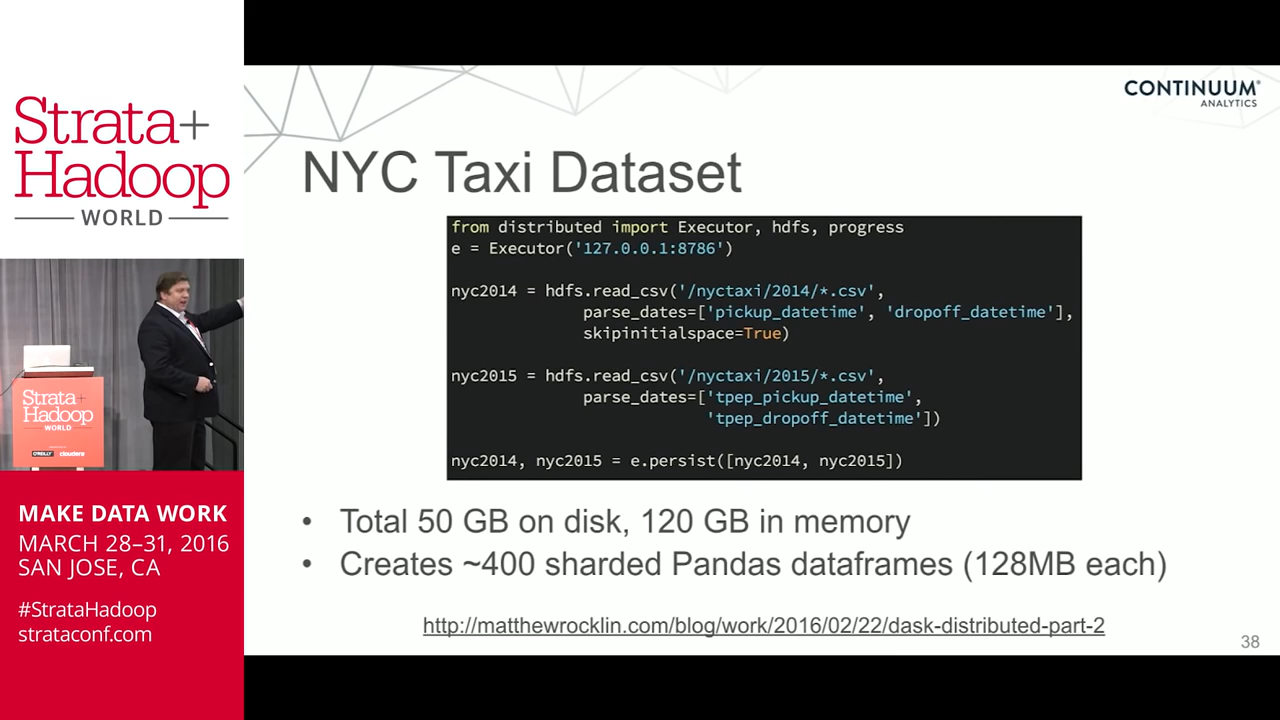 Strata+
Hadoop
WORLD
Strata+
Hadoop
WORLD
O'REILLY cloudera
MAKE DATA WORK
MARCH 28–31, 2016
SAN JOSE, CA
#StrataHadoop
strataconf.com
CONTINUUM®
ANALYTICS
NYC Taxi Dataset
from distributed import Executor, hdfs, progress
e = Executor('127.0.0.1:8786')
nyc2014 = hdfs.read_csv('/nyctaxi/2014/*.csv',
parse_dates=['pickup_datetime', 'dropoff_datetime'],
skipinitialspace=True)
nyc2015 = hdfs.read_csv('/nyctaxi/2015/*.csv',
parse_dates=['tpep_pickup_datetime',
'tpep_dropoff_datetime'])
nyc2014, nyc2015 = e.persist([nyc2014, nyc2015])
• Total 50 GB on disk, 120 GB in memory
• Creates ~400 sharded Pandas dataframes (128MB each)
http://matthewrocklin.com/blog/work/2016/02/22/dask-distributed-part-2
38